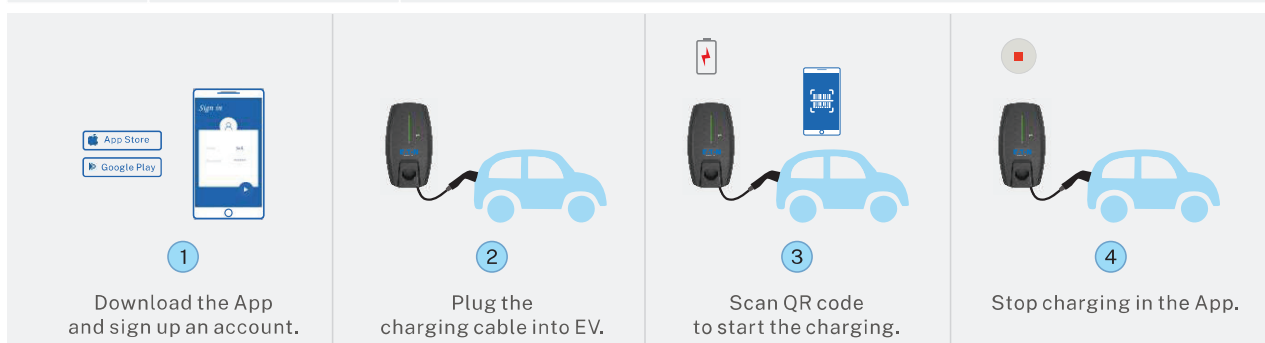 Sign in
App Store
Google Play
1
2
3
4
Download the App
and sign up an account.
Plug the
charging cable into EV.
Scan QR code
to start the charging.
Stop charging in the App.